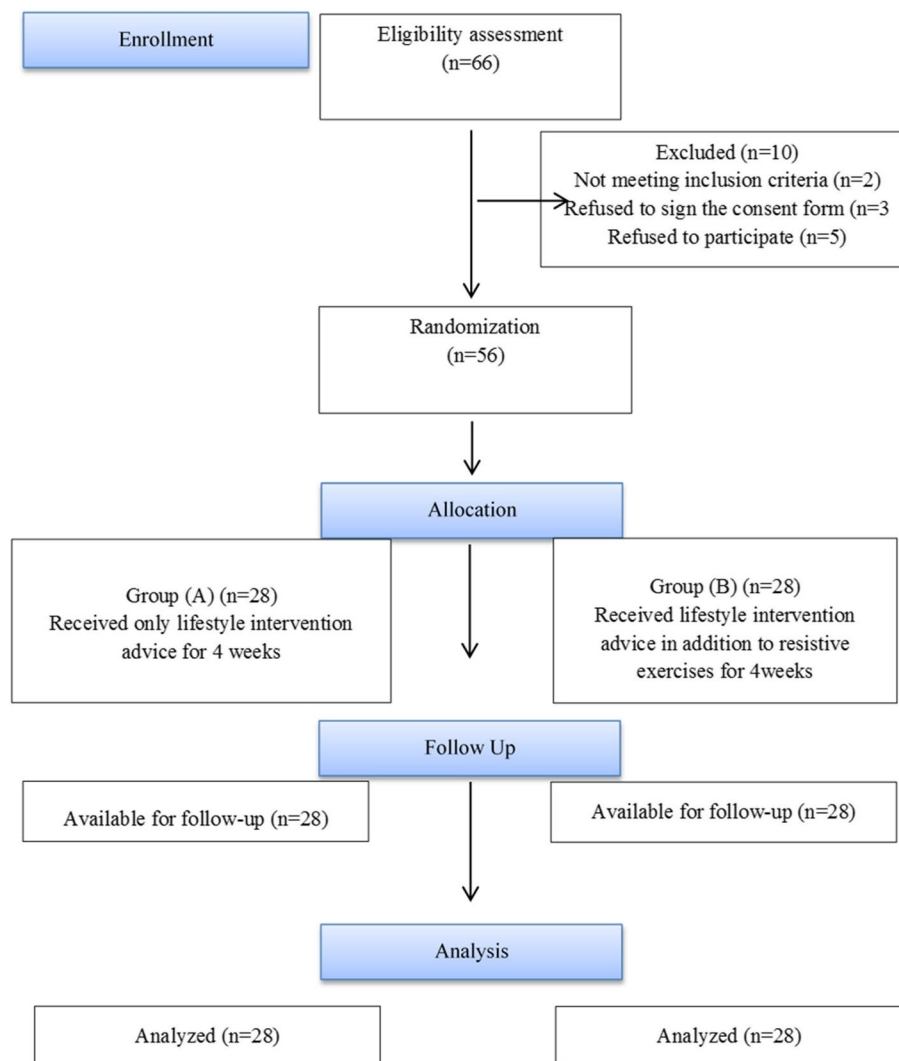 Enrollment
Eligibility assessment
(n=66)
Excluded (n=10)
Not meeting inclusion criteria (n=2)
Refused to sign the consent form (n=3
Refused to participate (n=5)
Randomization
(n=56)
Allocation
Group (A) (n=28)
Received only lifestyle intervention
advice for 4 weeks
Group (B) (n=28)
Received lifestyle intervention
advice in addition to resistive
exercises for 4weeks
Follow Up
Available for follow-up (n=28)
Available for follow-up (n=28)
Analysis
Analyzed (n=28)
Analyzed (n=28)